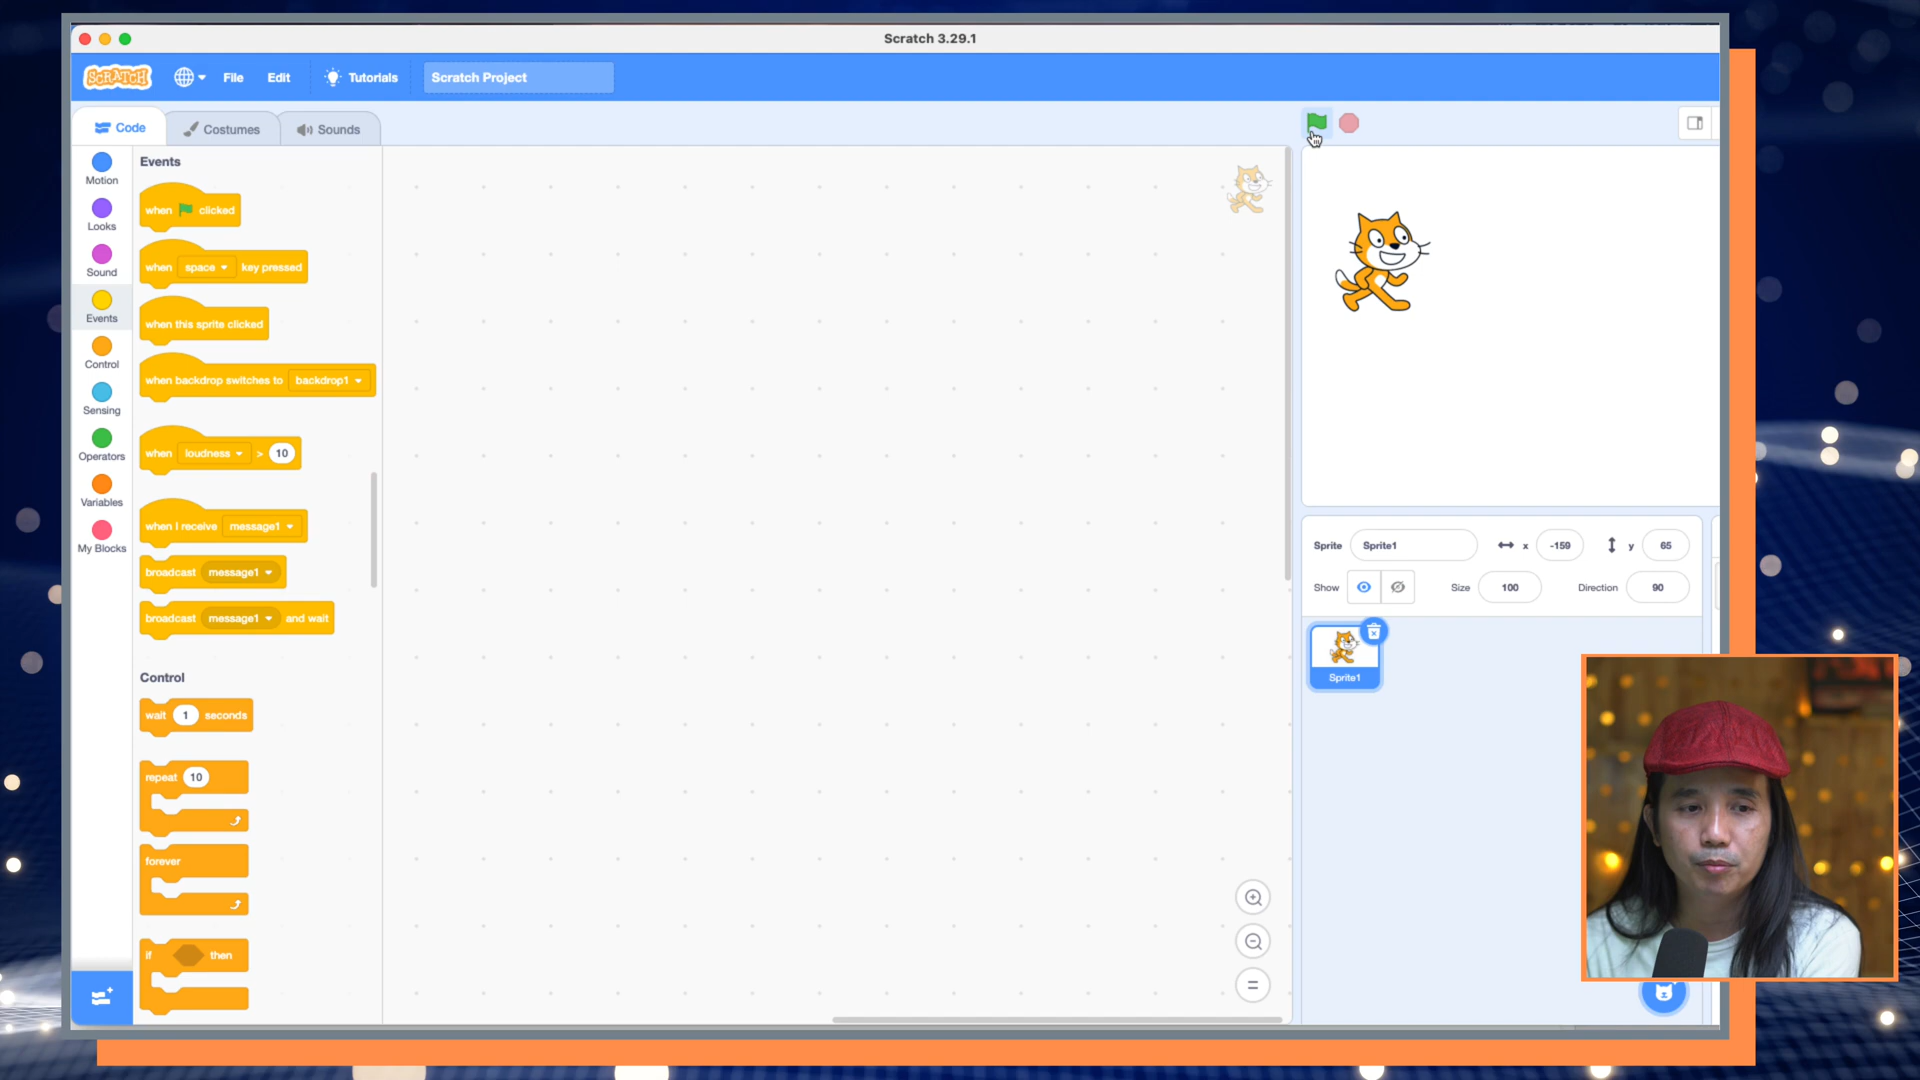 Scratch 3.29.1
SCRATCH
File
Edit
Tutorials
Scratch Project
Code
Costumes
Sounds
Motion
Looks
Sound
Events
Control
Sensing
Operators
Variables
My Blocks
Events
when clicked
when space key pressed
when this sprite clicked
when backdrop switches to backdrop1
when loudness > 10
when I receive message1
broadcast message1
broadcast message1 and wait
Control
wait 1 seconds
repeat 10
forever
if then
Sprite Sprite1 x -159 y 65
Show Size 100 Direction 90
Sprite1